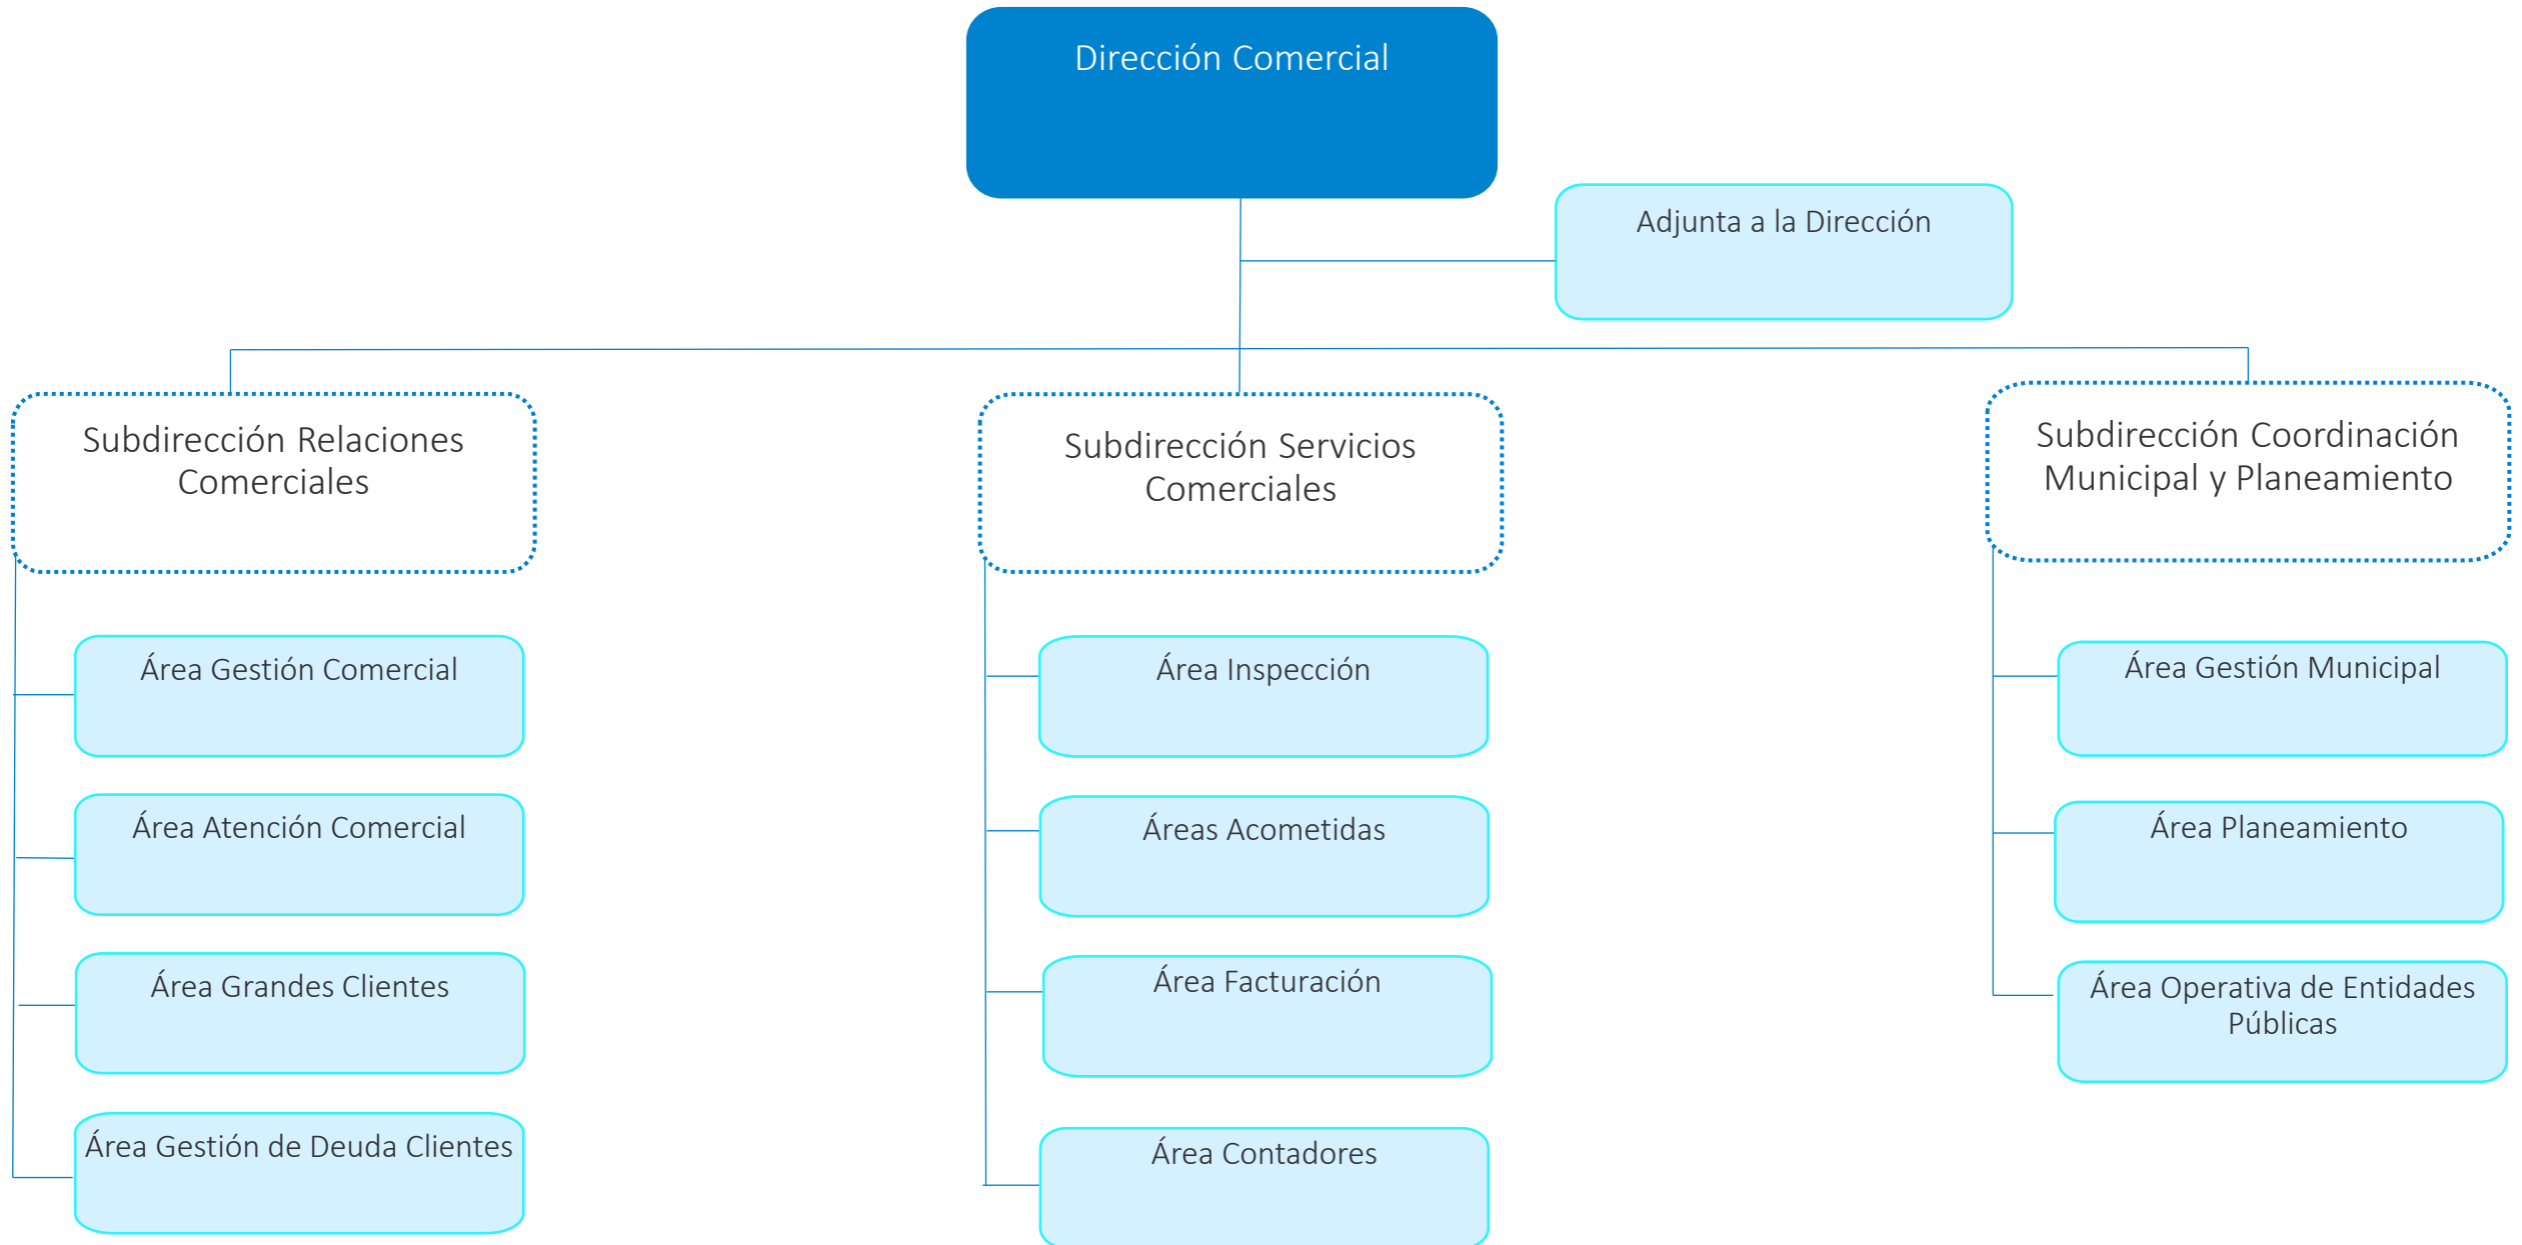 Dirección Comercial
Adjunta a la Dirección
Subdirección Relaciones
Comerciales
Área Gestión Comercial
Área Atención Comercial
Área Grandes Clientes
Área Gestión de Deuda Clientes
Subdirección Servicios
Comerciales
Área Inspección
Áreas Acometidas
Área Facturación
Área Contadores
Subdirección Coordinación
Municipal y Planeamiento
Área Gestión Municipal
Área Planeamiento
Área Operativa de Entidades
Públicas